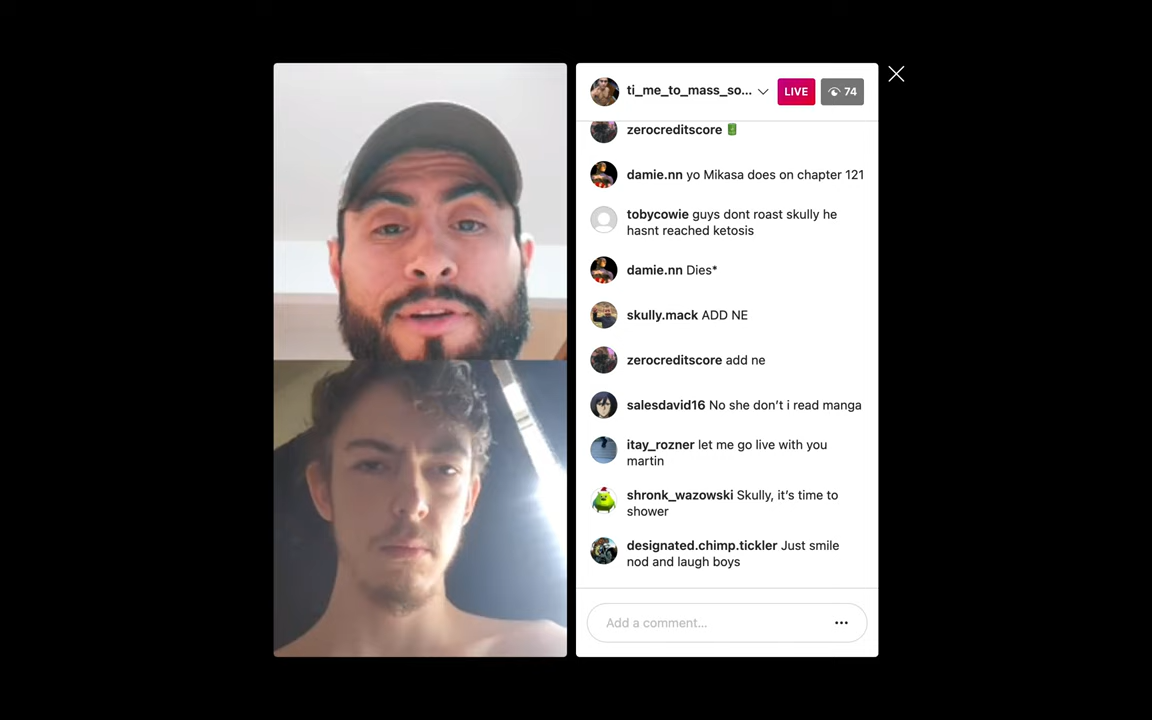 ti_me_to_mass_so...
LIVE
74
zerocreditscore
damie.nn yo Mikasa does on chapter 121
tobycowie guys dont roast skully he
hasnt reached ketosis
damie.nn Dies*
skully.mack ADD NE
zerocreditscore add ne
salesdavid16 No she don’t i read manga
itay_rozner let me go live with you
martin
shronk_wazowski Skully, it’s time to
shower
designated.chimp.tickler Just smile
nod and laugh boys
Add a comment...